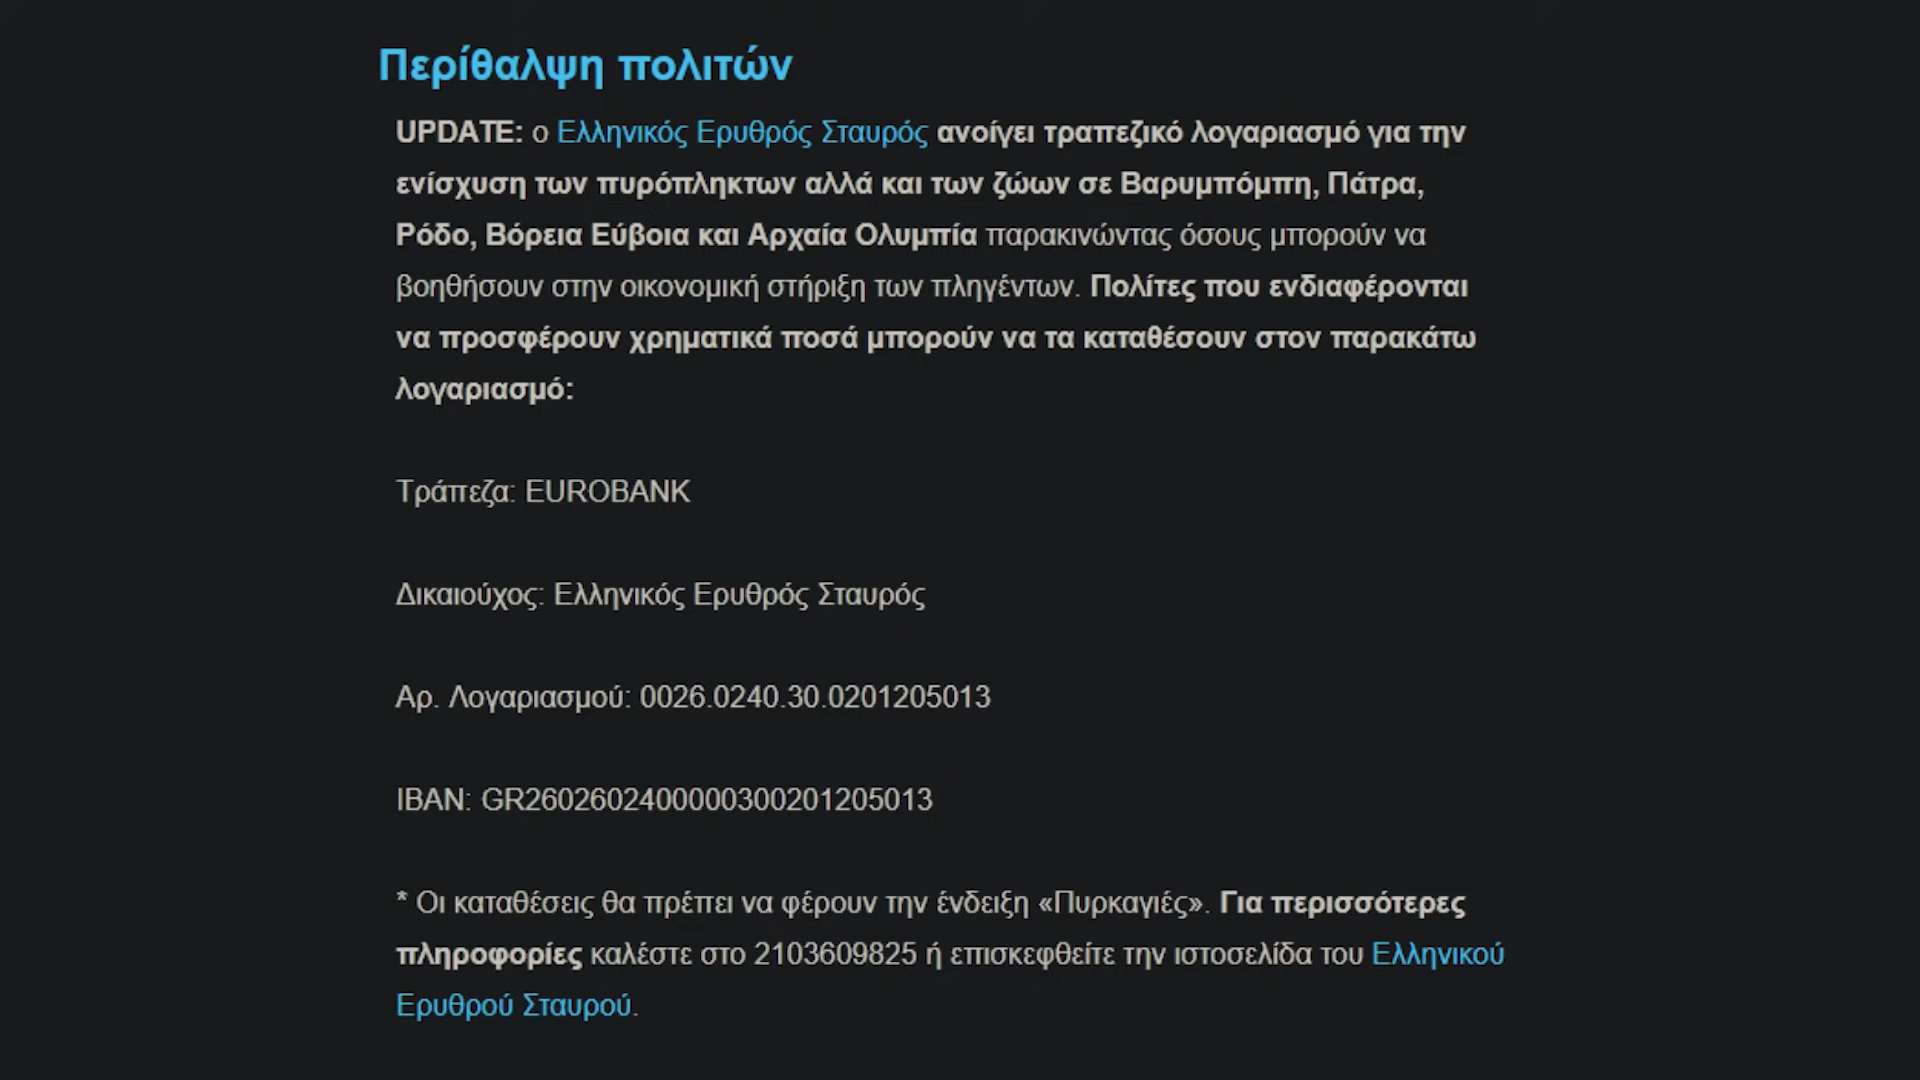 Περίθαλψη πολιτών
UPDATE: ο Ελληνικός Ερυθρός Σταυρός ανοίγει τραπεζικό λογαριασμό για την
ενίσχυση των πυρόπληκτων αλλά και των ζώων σε Βαρυμπόμπη, Πάτρα,
Ρόδο, Βόρεια Εύβοια και Αρχαία Ολυμπία παρακινώντας όσους μπορούν να
βοηθήσουν στην οικονομική στήριξη των πληγέντων. Πολίτες που ενδιαφέρονται
να προσφέρουν χρηματικά ποσά μπορούν να τα καταθέσουν στον παρακάτω
λογαριασμό:
Τράπεζα: EUROBANK
Δικαιούχος: Ελληνικός Ερυθρός Σταυρός
Αρ. Λογαριασμού: 0026.0240.30.0201205013
IBAN: GR2602602400000300201205013
* Οι καταθέσεις θα πρέπει να φέρουν την ένδειξη «Πυρκαγιές». Για περισσότερες
πληροφορίες καλέστε στο 2103609825 ή επισκεφθείτε την ιστοσελίδα του Ελληνικού
Ερυθρού Σταυρού.